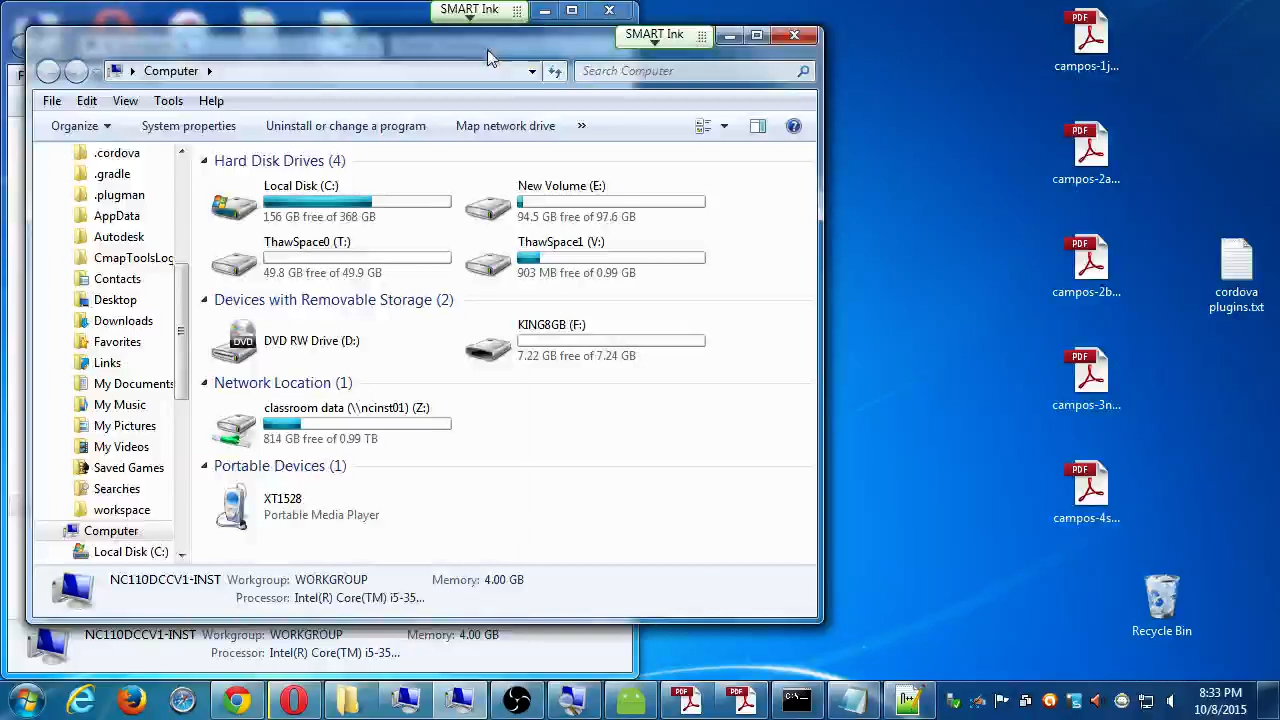 SMART Ink
SMART Ink
Computer
Search Computer
File Edit View Tools Help
Organize System properties Uninstall or change a program Map network drive »
.cordova
.gradle
.plugman
AppData
Autodesk
CmapToolsLog
Contacts
Desktop
Downloads
Favorites
Links
My Documents
My Music
My Pictures
My Videos
Saved Games
Searches
workspace
Computer
Local Disk (C:)
Hard Disk Drives (4)
Local Disk (C:)
156 GB free of 368 GB
New Volume (E:)
94.5 GB free of 97.6 GB
ThawSpace0 (T:)
49.8 GB free of 49.9 GB
ThawSpace1 (V:)
903 MB free of 0.99 GB
Devices with Removable Storage (2)
DVD
DVD RW Drive (D:)
KING8GB (F:)
7.22 GB free of 7.24 GB
Network Location (1)
classroom data (\\ncinst01) (Z:)
814 GB free of 0.99 TB
Portable Devices (1)
XT1528
Portable Media Player
NC110DCCV1-INST Workgroup: WORKGROUP Memory: 4.00 GB
Processor: Intel(R) Core(TM) i5-35...
NC110DCCV1-INST Workgroup: WORKGROUP Memory: 4.00 GB
Processor: Intel(R) Core(TM) i5-35...
PDF
campos-1j...
PDF
campos-2a...
PDF
campos-2b...
PDF
campos-3n...
PDF
campos-4s...
cordova
plugins.txt
Recycle Bin
PDF
PDF
C:\
8:33 PM
10/8/2015